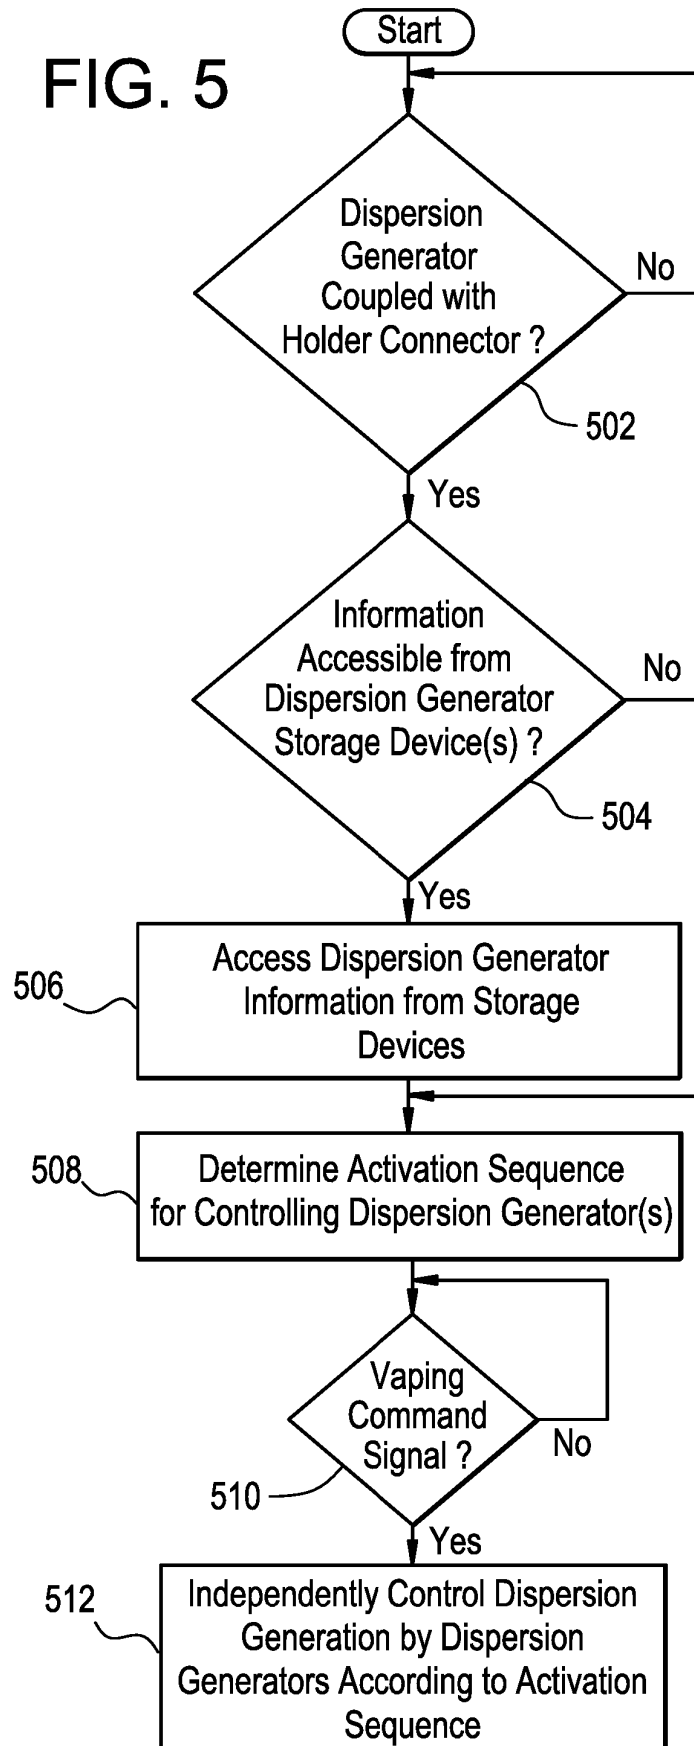 Start
FIG. 5
Dispersion
Generator
Coupled with
Holder Connector ?
No
502
Yes
Information
Accessible from
Dispersion Generator
Storage Device(s) ?
No
504
Yes
506
Access Dispersion Generator
Information from Storage
Devices
508
Determine Activation Sequence
for Controlling Dispersion Generator(s)
Vaping
Command
Signal ?
No
510
Yes
512
Independently Control Dispersion
Generation by Dispersion
Generators According to Activation
Sequence